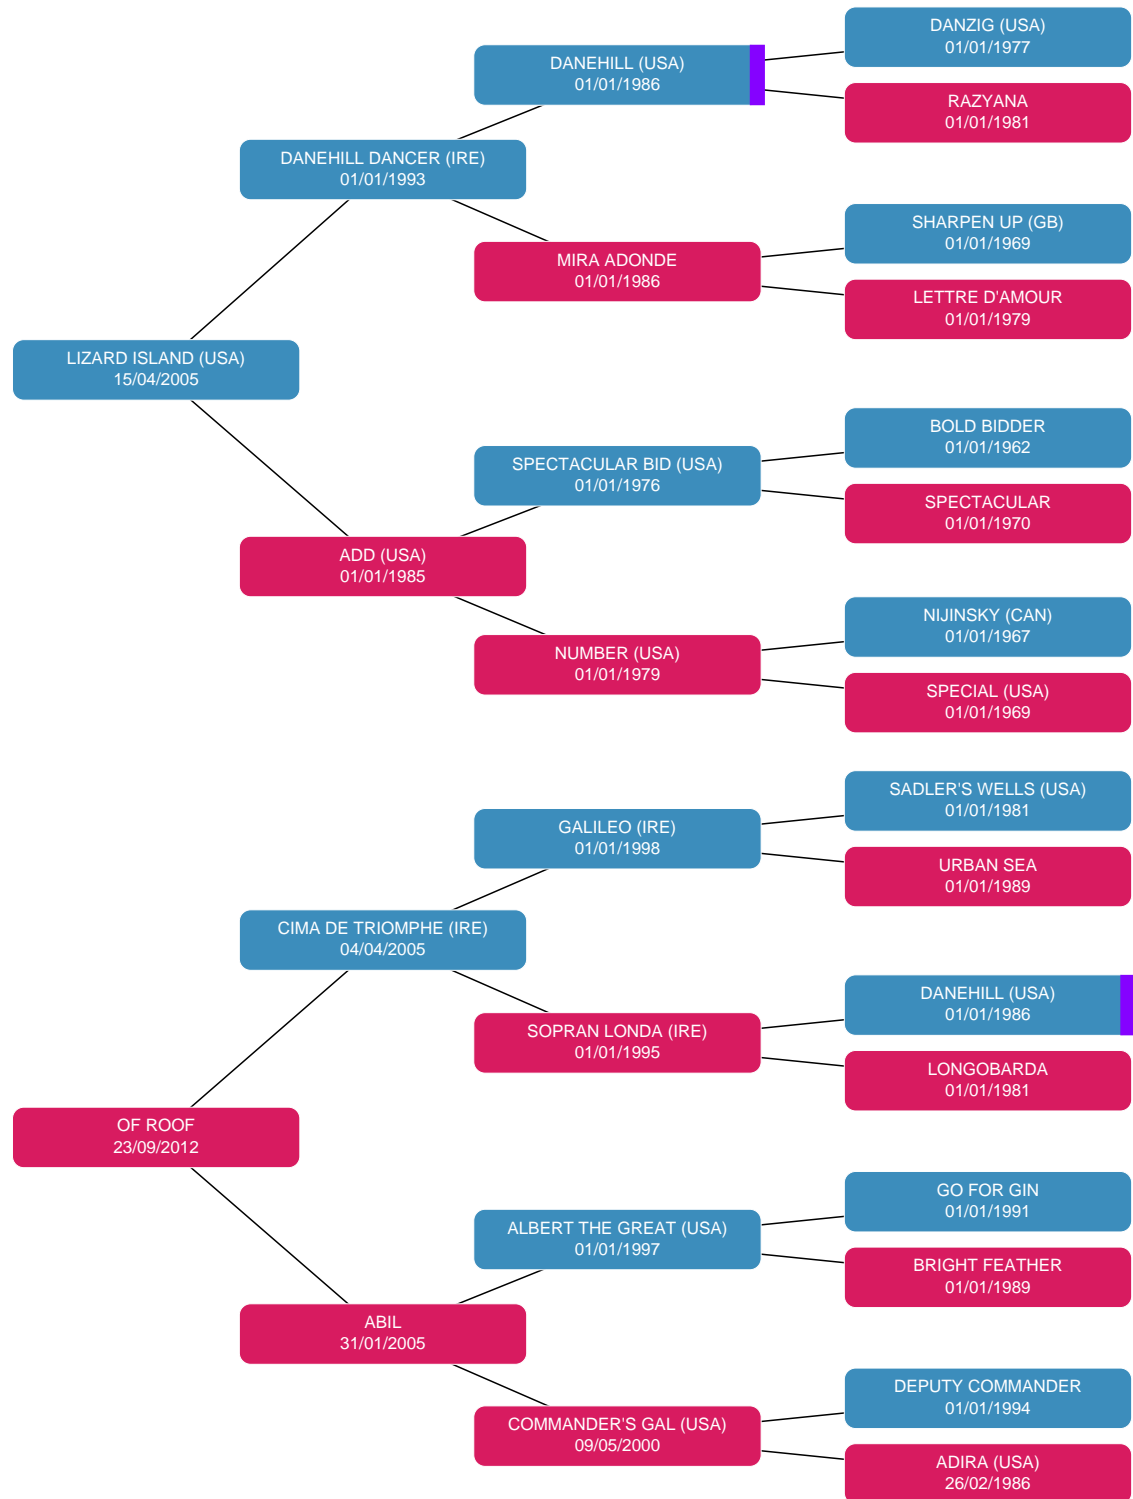 DANZIG (USA)
01/01/1977
DANEHILL (USA)
01/01/1986
RAZYANA
01/01/1981
DANEHILL DANCER (IRE)
01/01/1993
SHARPEN UP (GB)
01/01/1969
MIRA ADONDE
01/01/1986
LETTRE D'AMOUR
01/01/1979
LIZARD ISLAND (USA)
15/04/2005
BOLD BIDDER
01/01/1962
SPECTACULAR BID (USA)
01/01/1976
SPECTACULAR
01/01/1970
ADD (USA)
01/01/1985
NIJINSKY (CAN)
01/01/1967
NUMBER (USA)
01/01/1979
SPECIAL (USA)
01/01/1969
SADLER'S WELLS (USA)
01/01/1981
GALILEO (IRE)
01/01/1998
URBAN SEA
01/01/1989
CIMA DE TRIOMPHE (IRE)
04/04/2005
DANEHILL (USA)
01/01/1986
SOPRAN LONDA (IRE)
01/01/1995
LONGOBARDA
01/01/1981
OF ROOF
23/09/2012
GO FOR GIN
01/01/1991
ALBERT THE GREAT (USA)
01/01/1997
BRIGHT FEATHER
01/01/1989
ABIL
31/01/2005
DEPUTY COMMANDER
01/01/1994
COMMANDER'S GAL (USA)
09/05/2000
ADIRA (USA)
26/02/1986